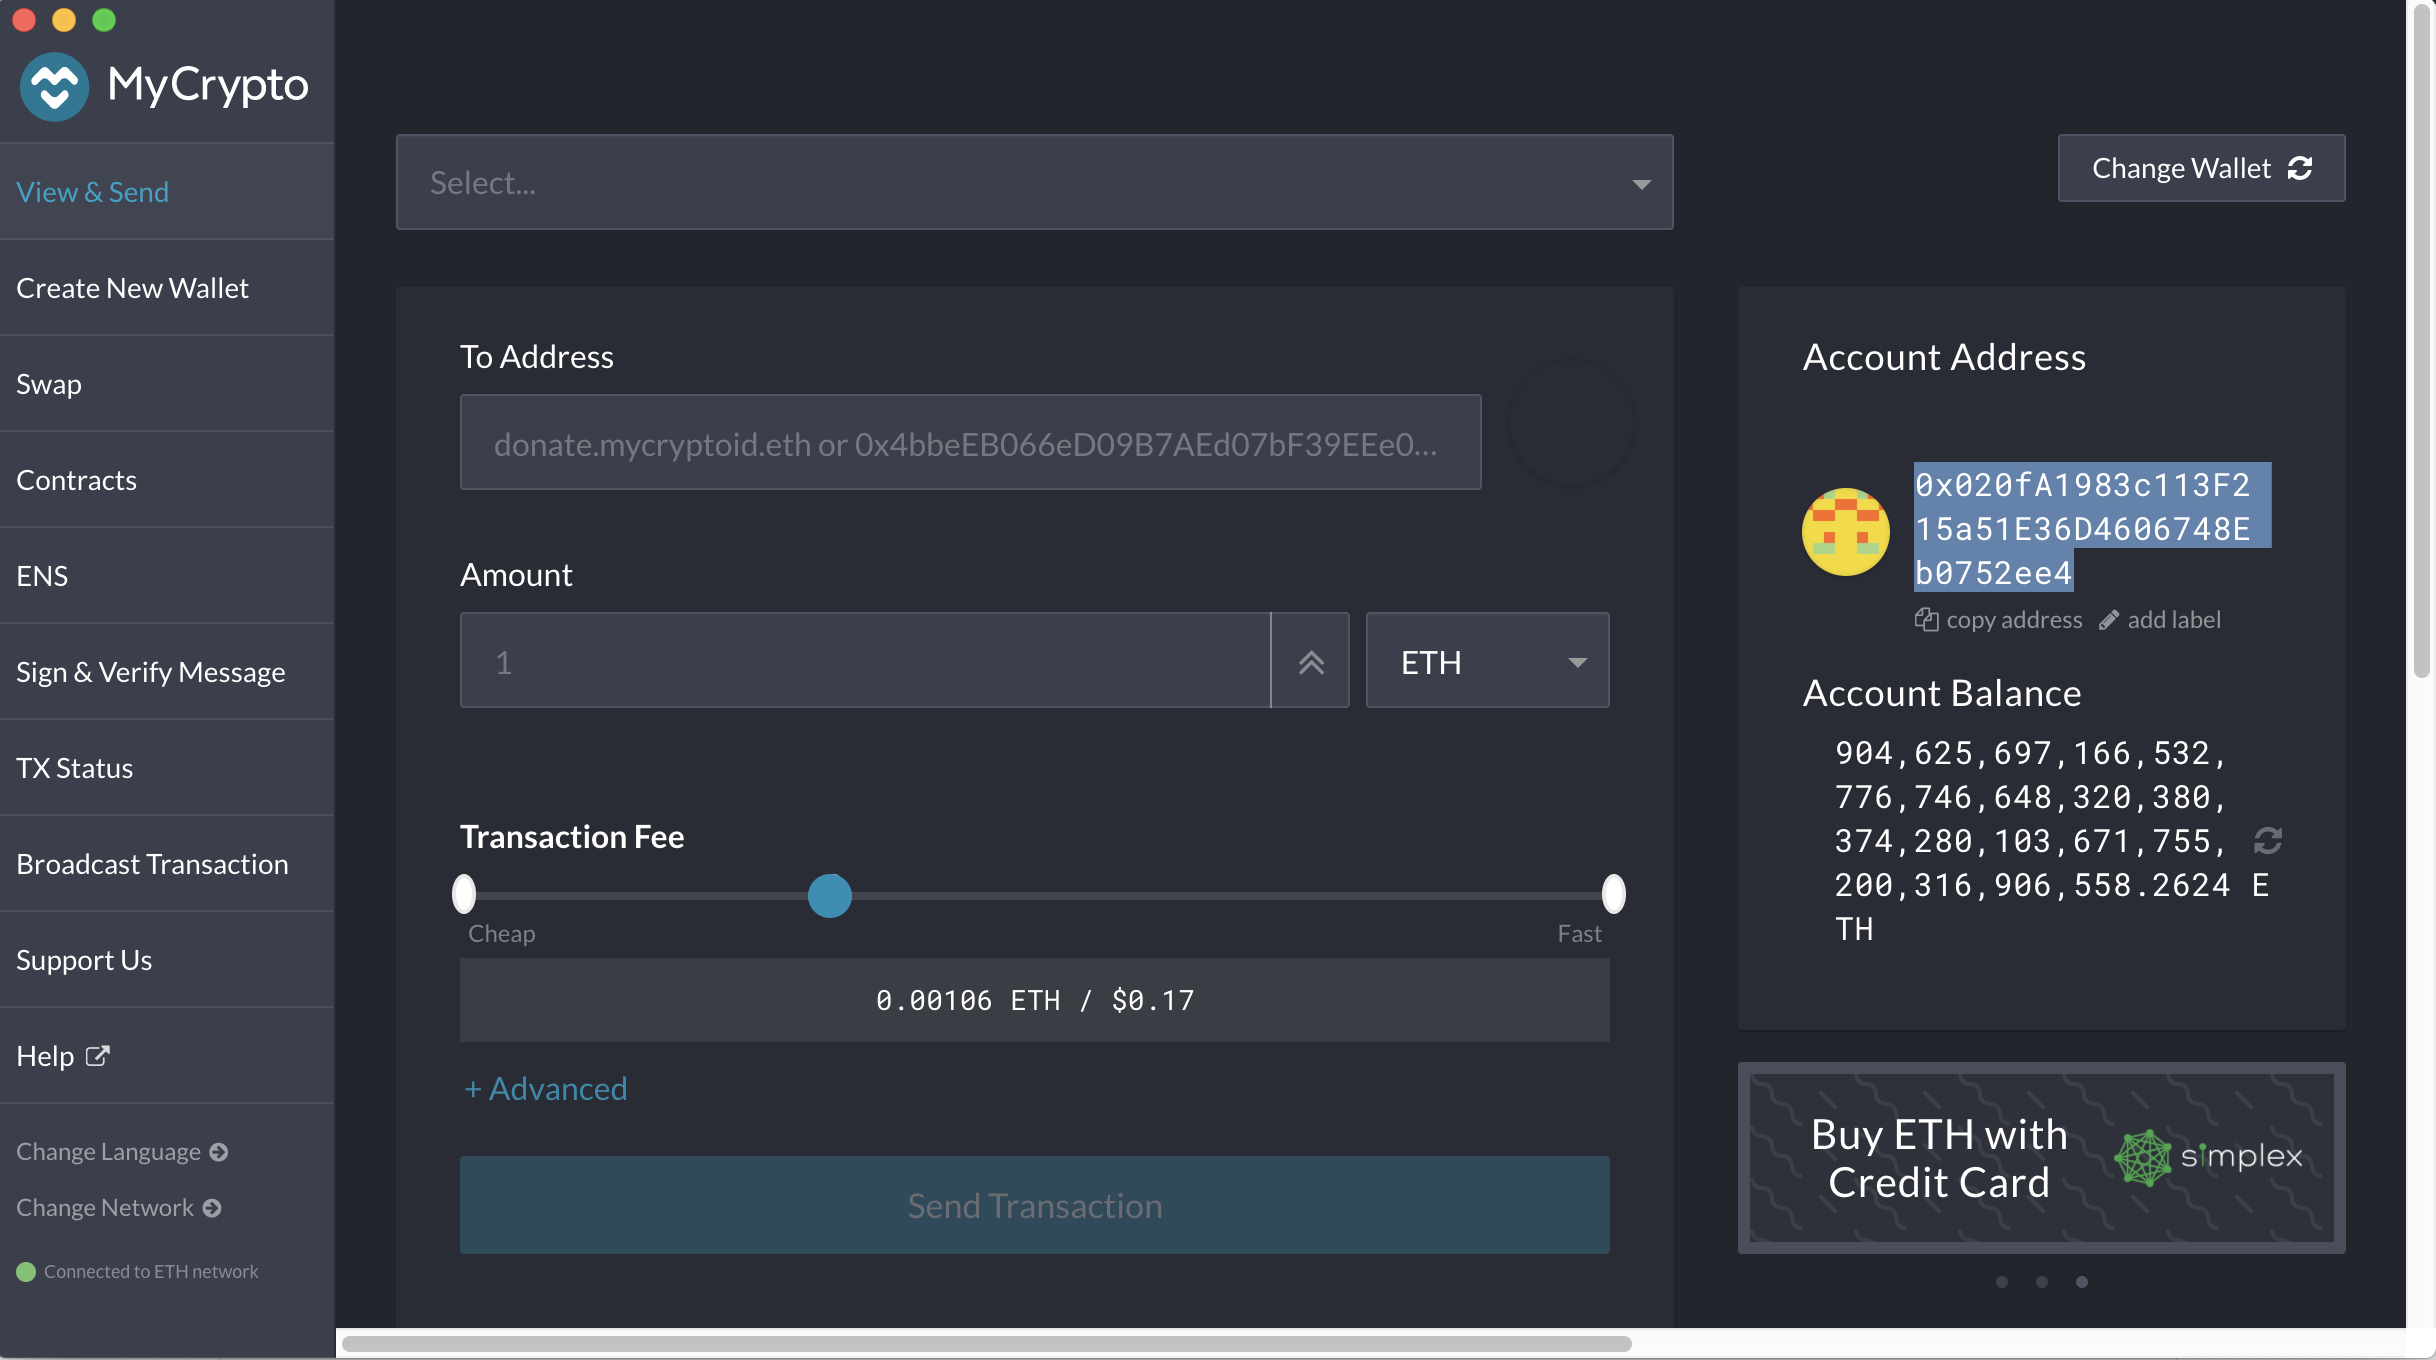 MyCrypto
View & Send
Create New Wallet
Swap
Contracts
ENS
Sign & Verify Message
TX Status
Broadcast Transaction
Support Us
Help
Change Language
Change Network
Connected to ETH network
Select...
Change Wallet
To Address
donate.mycryptoid.eth or 0x4bbeEB066eD09B7AEd07bF39EEe0...
Amount
1
ETH
Transaction Fee
Cheap
Fast
0.00106 ETH / $0.17
+ Advanced
Send Transaction
Account Address
0x020fA1983c113F2
15a51E36D4606748E
b0752ee4
copy address
add label
Account Balance
904,625,697,166,532,
776,746,648,320,380,
374,280,103,671,755,
200,316,906,558.2624 E
TH
Buy ETH with
Credit Card
simplex